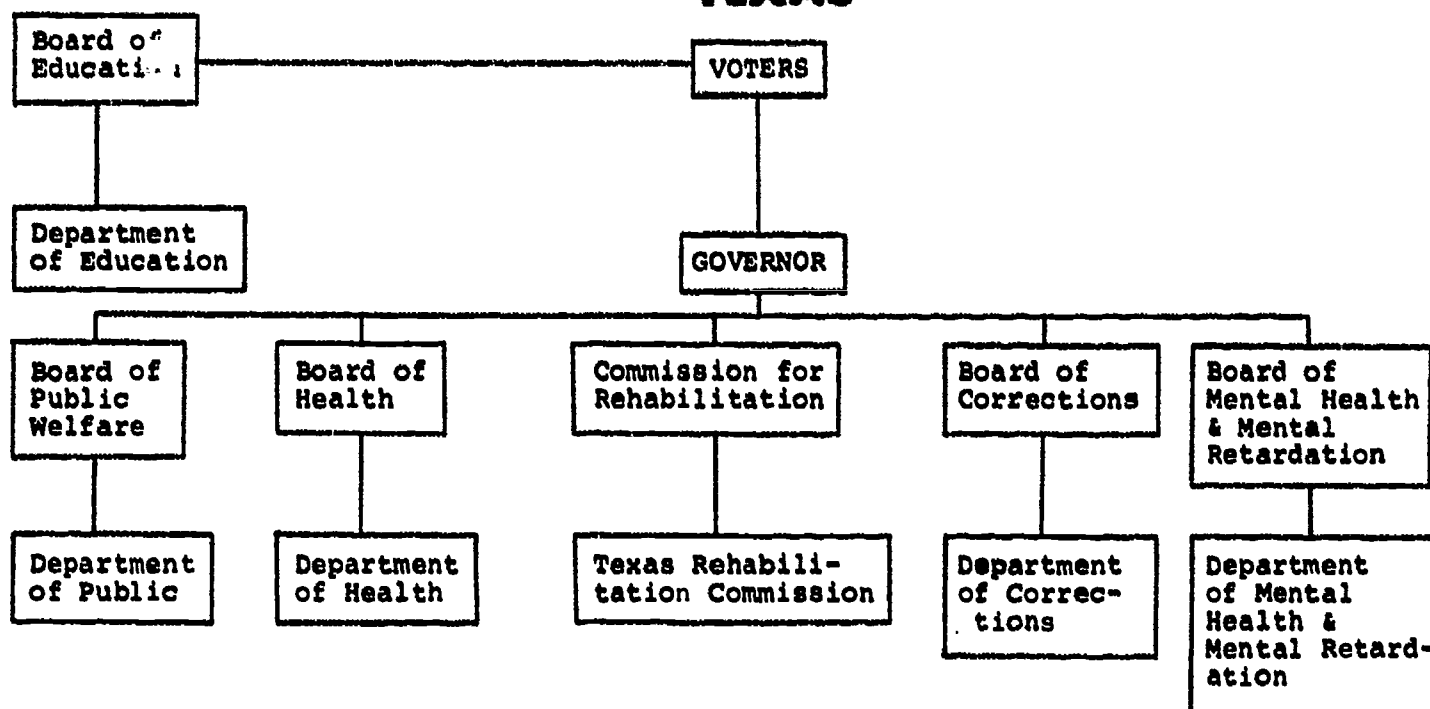 Board of
Education
VOTERS
Department
of Education
GOVERNOR
Board of
Public
Welfare
Board of
Health
Commission for
Rehabilitation
Board of
Corrections
Board of
Mental Health
& Mental
Retardation
Department
of Public
Department
of Health
Texas Rehabili-
tation Commission
Department
of Correc-
tions
Department
of Mental
Health &
Mental Retard-
ation